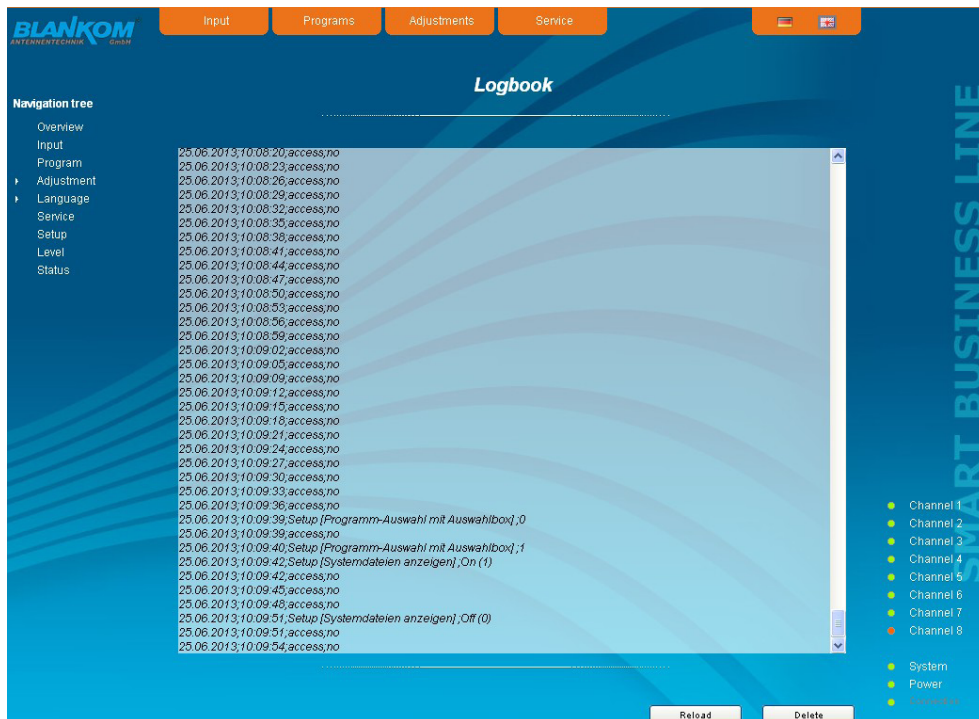 BLANKOM
ANTENNENTECHNIK GmbH
Input
Programs
Adjustments
Service
Logbook
Navigation tree
Overview
Input
Program
Adjustment
Language
Service
Setup
Level
Status
25.06.2013;10:08:20;access;no
25.06.2013;10:08:23;access;no
25.06.2013;10:08:26;access;no
25.06.2013;10:08:29;access;no
25.06.2013;10:08:32;access;no
25.06.2013;10:08:35;access;no
25.06.2013;10:08:38;access;no
25.06.2013;10:08:41;access;no
25.06.2013;10:08:44;access;no
25.06.2013;10:08:47;access;no
25.06.2013;10:08:50;access;no
25.06.2013;10:08:53;access;no
25.06.2013;10:08:56;access;no
25.06.2013;10:08:59;access;no
25.06.2013;10:09:02;access;no
25.06.2013;10:09:05;access;no
25.06.2013;10:09:09;access;no
25.06.2013;10:09:12;access;no
25.06.2013;10:09:15;access;no
25.06.2013;10:09:18;access;no
25.06.2013;10:09:21;access;no
25.06.2013;10:09:24;access;no
25.06.2013;10:09:27;access;no
25.06.2013;10:09:30;access;no
25.06.2013;10:09:33;access;no
25.06.2013;10:09:36;access;no
25.06.2013;10:09:39;Setup [Programm-Auswahl mit Auswahlbox] ;0
25.06.2013;10:09:39;access;no
25.06.2013;10:09:40;Setup [Programm-Auswahl mit Auswahlbox] ;1
25.06.2013;10:09:42;Setup [Systemdateien anzeigen] ;On (1)
25.06.2013;10:09:42;access;no
25.06.2013;10:09:45;access;no
25.06.2013;10:09:48;access;no
25.06.2013;10:09:51;Setup [Systemdateien anzeigen] ;Off (0)
25.06.2013;10:09:51;access;no
25.06.2013;10:09:54;access;no
Reload
Delete
SMART BUSINESS LINE
Channel 1
Channel 2
Channel 3
Channel 4
Channel 5
Channel 6
Channel 7
Channel 8
System
Power